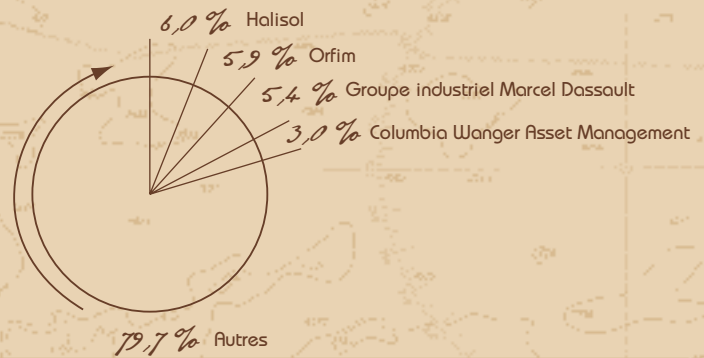 6,0 % Halisol
5,9 % Orfim
5,4 % Groupe industriel Marcel Dassault
3,0 % Columbia Wanger Asset Management
79,7 % Autres